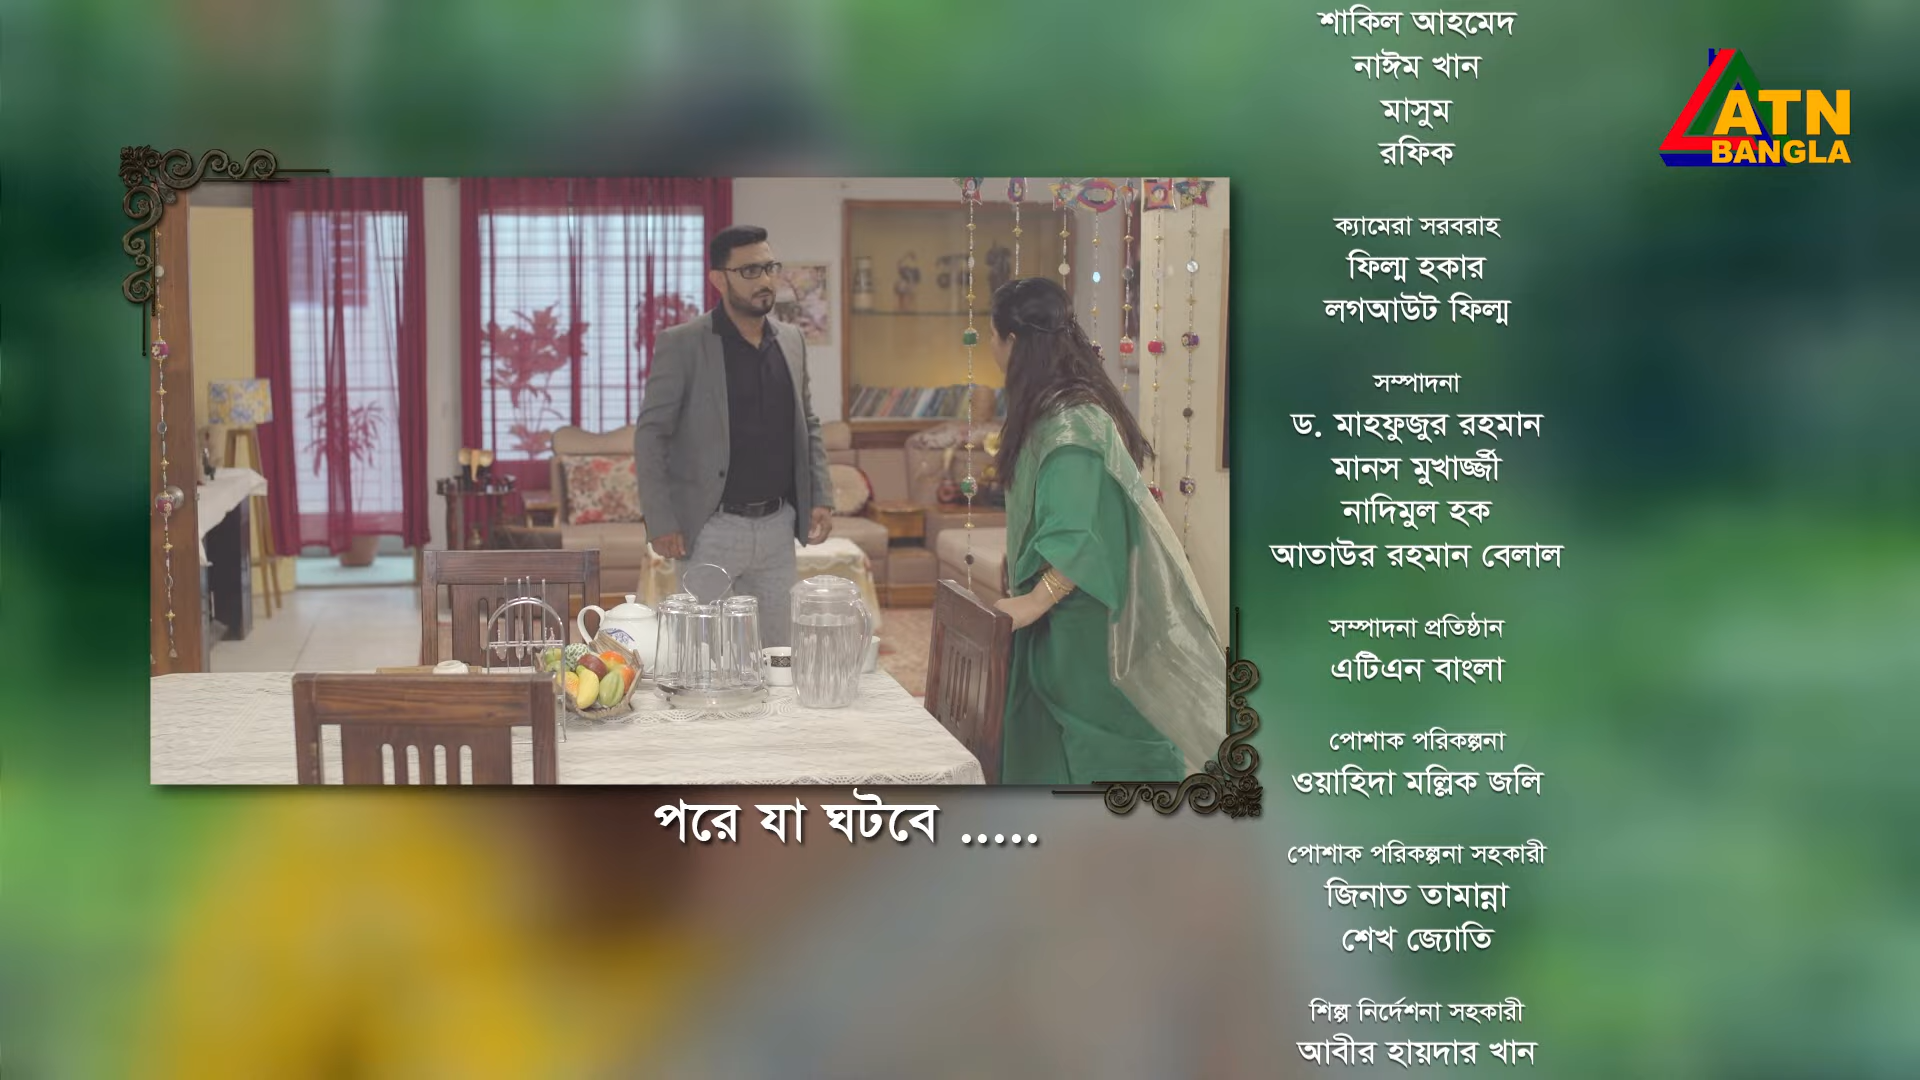 শাকিল আহমেদ
নাঈম খান
মাসুম
রফিক
ক্যামেরা সরবরাহ
ফিল্ম হকার
লগআউট ফিল্ম
সম্পাদনা
ড. মাহফুজুর রহমান
মানস মুখার্জ্জী
নাদিমুল হক
আতাউর রহমান বেলাল
সম্পাদনা প্রতিষ্ঠান
এটিএন বাংলা
পোশাক পরিকল্পনা
ওয়াহিদা মল্লিক জলি
পোশাক পরিকল্পনা সহকারী
জিনাত তামান্না
শেখ জ্যোতি
শিল্প নির্দেশনা সহকারী
আবীর হায়দার খান
ATN
BANGLA
পরে যা ঘটবে .....